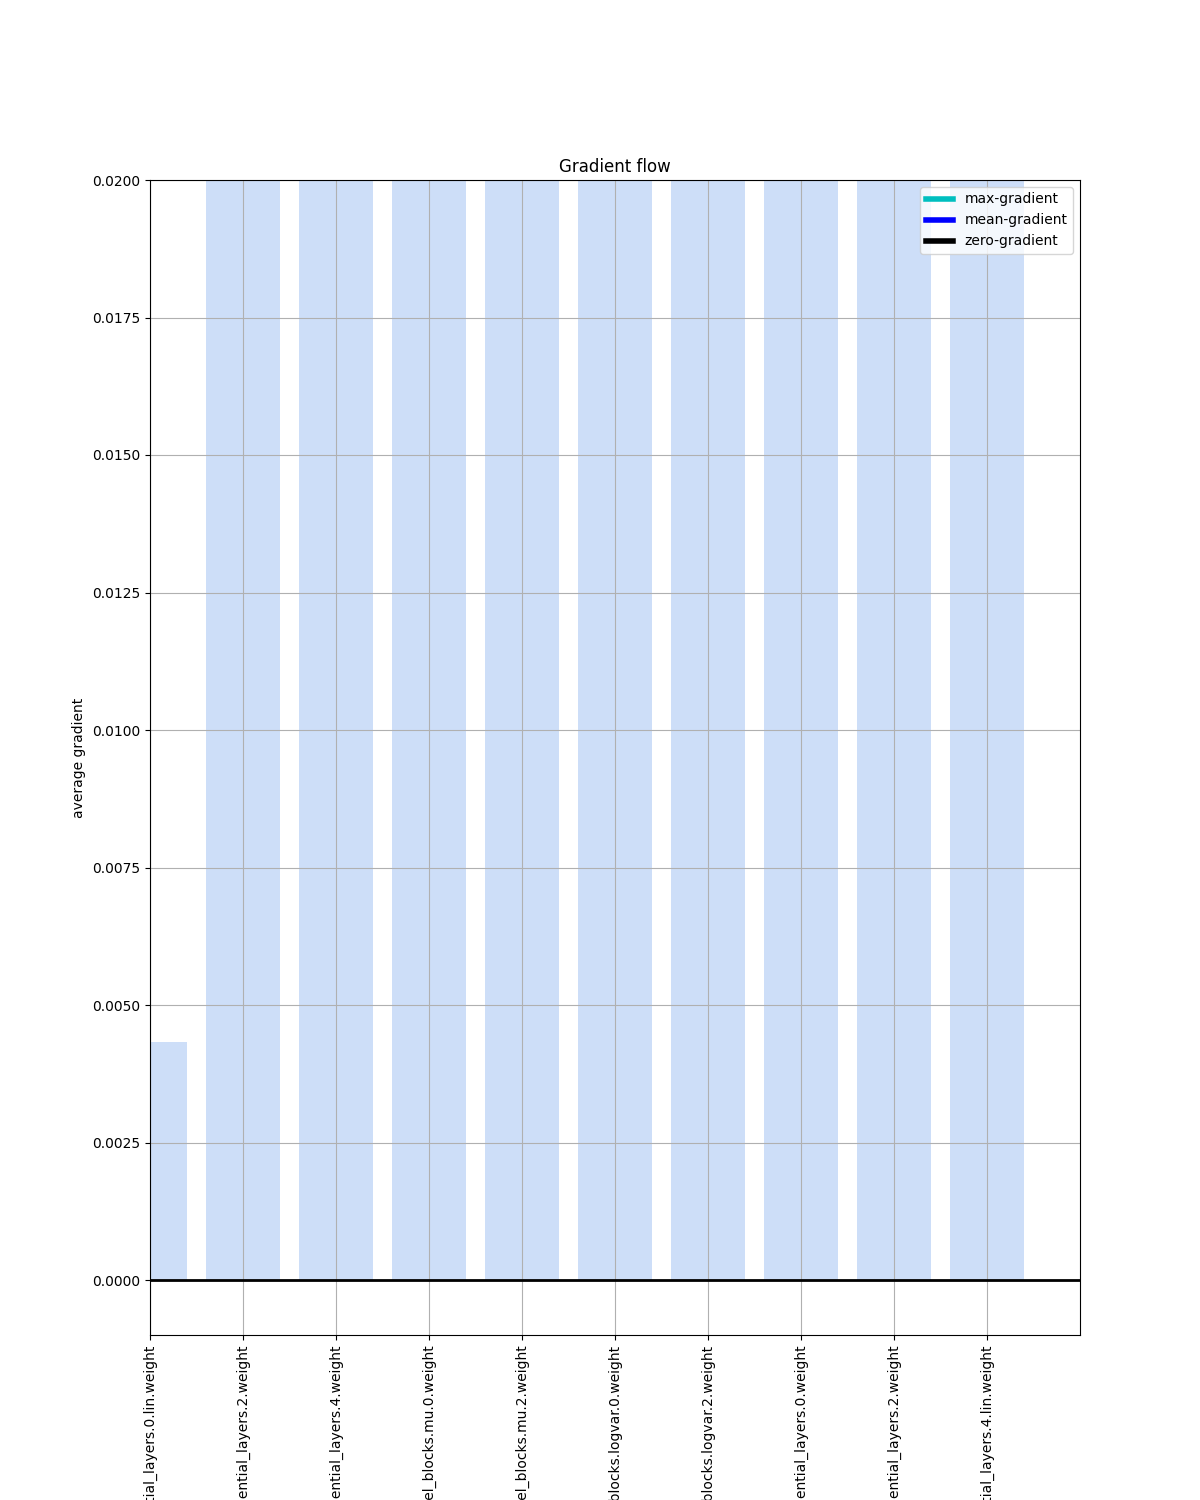 Gradient flow
max-gradient
mean-gradient
zero-gradient
0.0200
0.0175
0.0150
0.0125
0.0100
0.0075
0.0050
0.0025
0.0000
average gradient
tial_layers.0.lin.weight
ential_layers.2.weight
ential_layers.4.weight
el_blocks.mu.0.weight
el_blocks.mu.2.weight
blocks.logvar.0.weight
blocks.logvar.2.weight
ential_layers.0.weight
ential_layers.2.weight
tial_layers.4.lin.weight